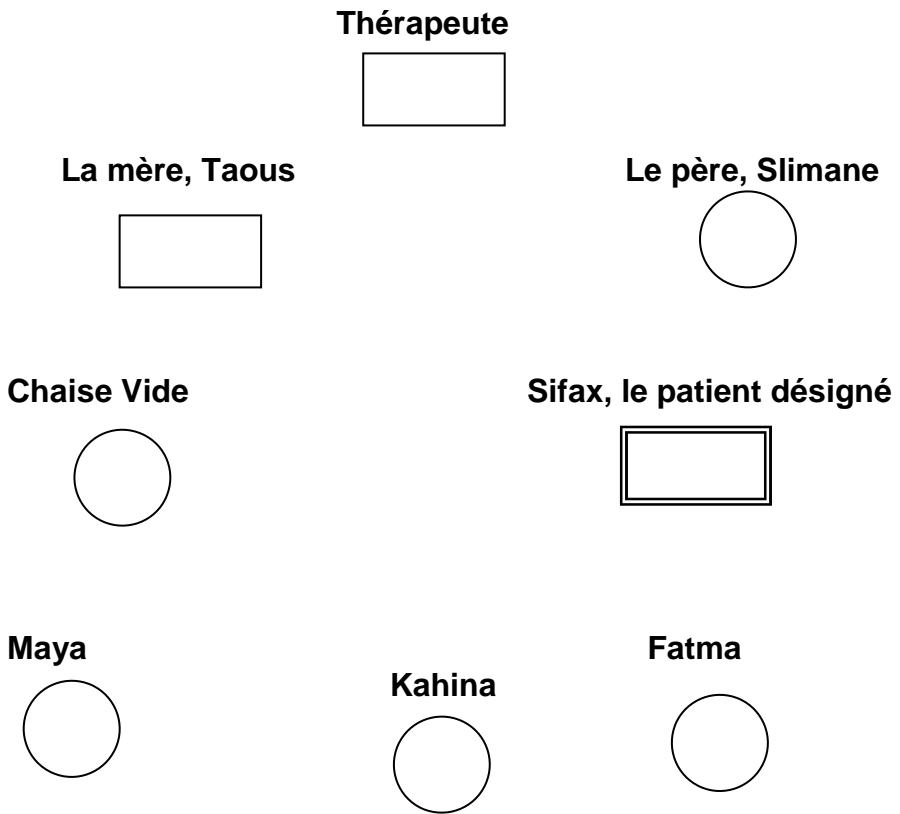 Thérapeute
La mère, Taous
Le père, Slimane
Chaise Vide
Sifax, le patient désigné
Maya
Kahina
Fatma